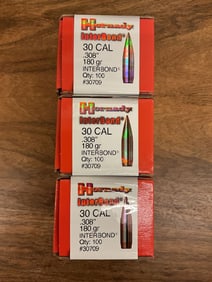 Hornady
InterBond®
30 CAL
.308"
180 gr
INTERBOND®
Qty: 100
#30709
Hornady
InterBond®
30 CAL
.308"
180 gr
INTERBOND®
Qty: 100
#30709
Hornady
InterBond®
30 CAL
.308"
180 gr
INTERBOND®
Qty: 100
#30709